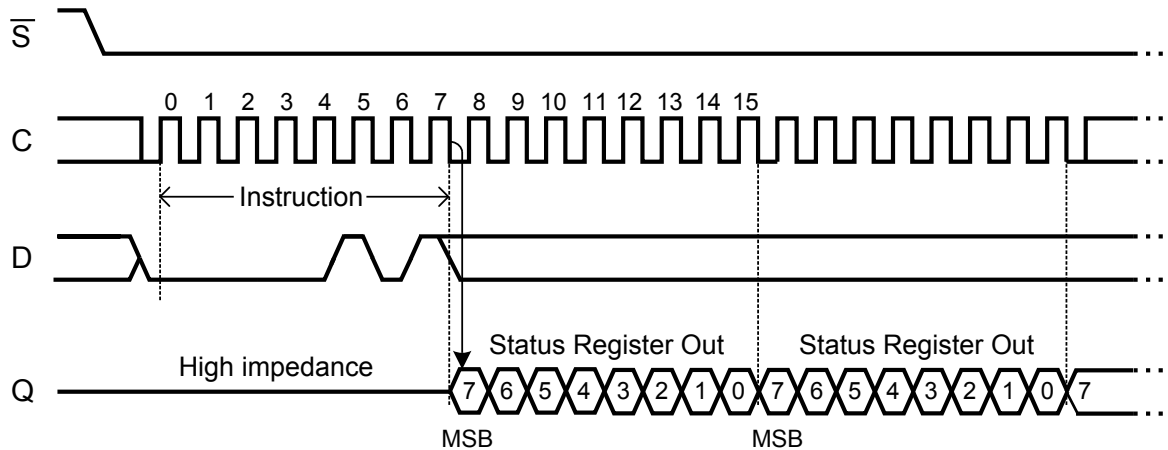 S
0 1 2 3 4 5 6 7 8 9 10 11 12 13 14 15
C
Instruction
D
Status Register Out Status Register Out
High impedance
Q 7 6 5 4 3 2 1 0 7 6 5 4 3 2 1 0 7
MSB MSB